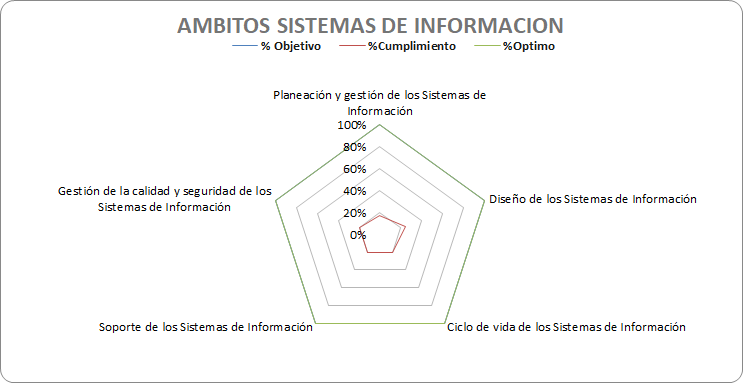 AMBITOS SISTEMAS DE INFORMACION
% Objetivo %Cumplimiento %Optimo
Planeación y gestión de los Sistemas de
Información
100%
80%
60%
40%
20%
0%
Diseño de los Sistemas de Información
Ciclo de vida de los Sistemas de Información
Soporte de los Sistemas de Información
Gestión de la calidad y seguridad de los
Sistemas de Información